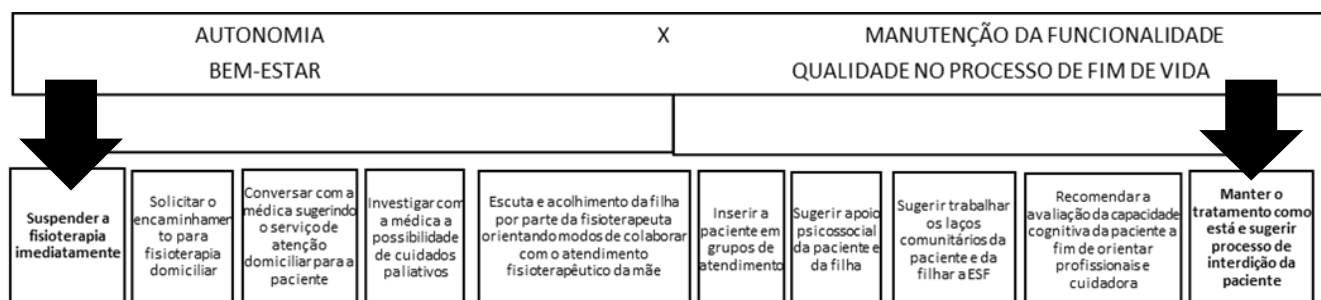 AUTONOMIA X MANUTENÇÃO DA FUNCIONALIDADE
BEM-ESTAR QUALIDADE NO PROCESSO DE FIM DE VIDA
Suspender a
fisioterapia
imediatamente
Solicitar o
encaminhamen
to para
fisioterapia
domiciliar
Conversar com a
médica sugerindo
o serviço de
atenção
domiciliar para a
paciente
Investigar com
a médica a
possibilidade
de cuidados
paliativos
Escuta e acolhimento da filha
por parte da fisioterapeuta
orientando modos de colaborar
com o atendimento
fisioterapêutico da mãe
Inserir a
paciente em
grupos de
atendimento
Sugerir apoio
psicossocial
da paciente e
da filha
Sugerir trabalhar
os laços
comunitários da
paciente e da
filhar a ESF
Recomendar a
avaliação da capacidade
cognitiva da paciente a
fim de orientar
profissionais e
cuidadora
Manter o
tratamento como
está e sugerir
processo de
interdição da
paciente